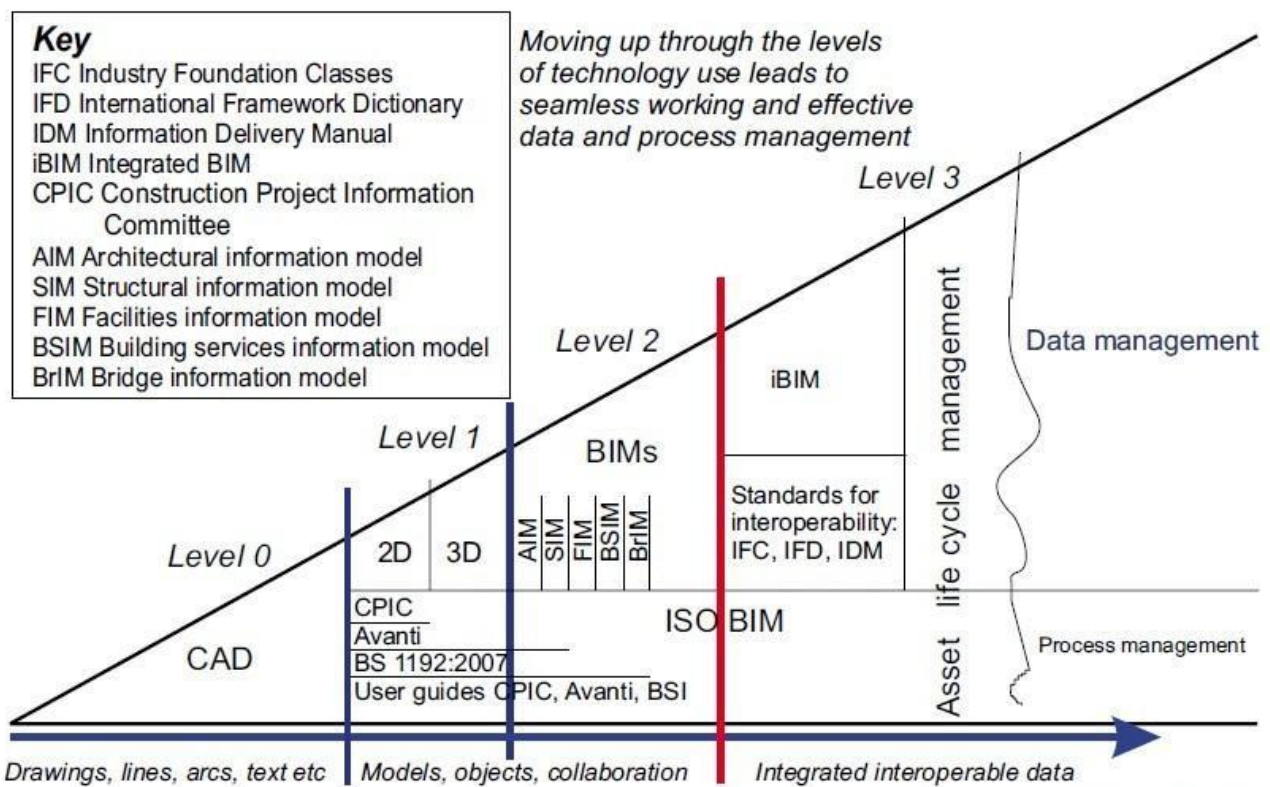 Key
IFC Industry Foundation Classes
IFD International Framework Dictionary
IDM Information Delivery Manual
iBIM Integrated BIM
CPIC Construction Project Information
Committee
AIM Architectural information model
SIM Structural information model
FIM Facilities information model
BSIM Building services information model
BrIM Bridge information model
Moving up through the levels
of technology use leads to
seamless working and effective
data and process management
Level 3
Level 2
Level 1
Level 0
iBIM
Data management
BIMs
2D
3D
AIM
SIM
FIM
BSIM
BrIM
Standards for
interoperability:
IFC, IFD, IDM
Asset life cycle management
CAD
CPIC
Avanti
BS 1192:2007
User guides CPIC, Avanti, BSI
ISO BIM
Process management
Drawings, lines, arcs, text etc
Models, objects, collaboration
Integrated interoperable data